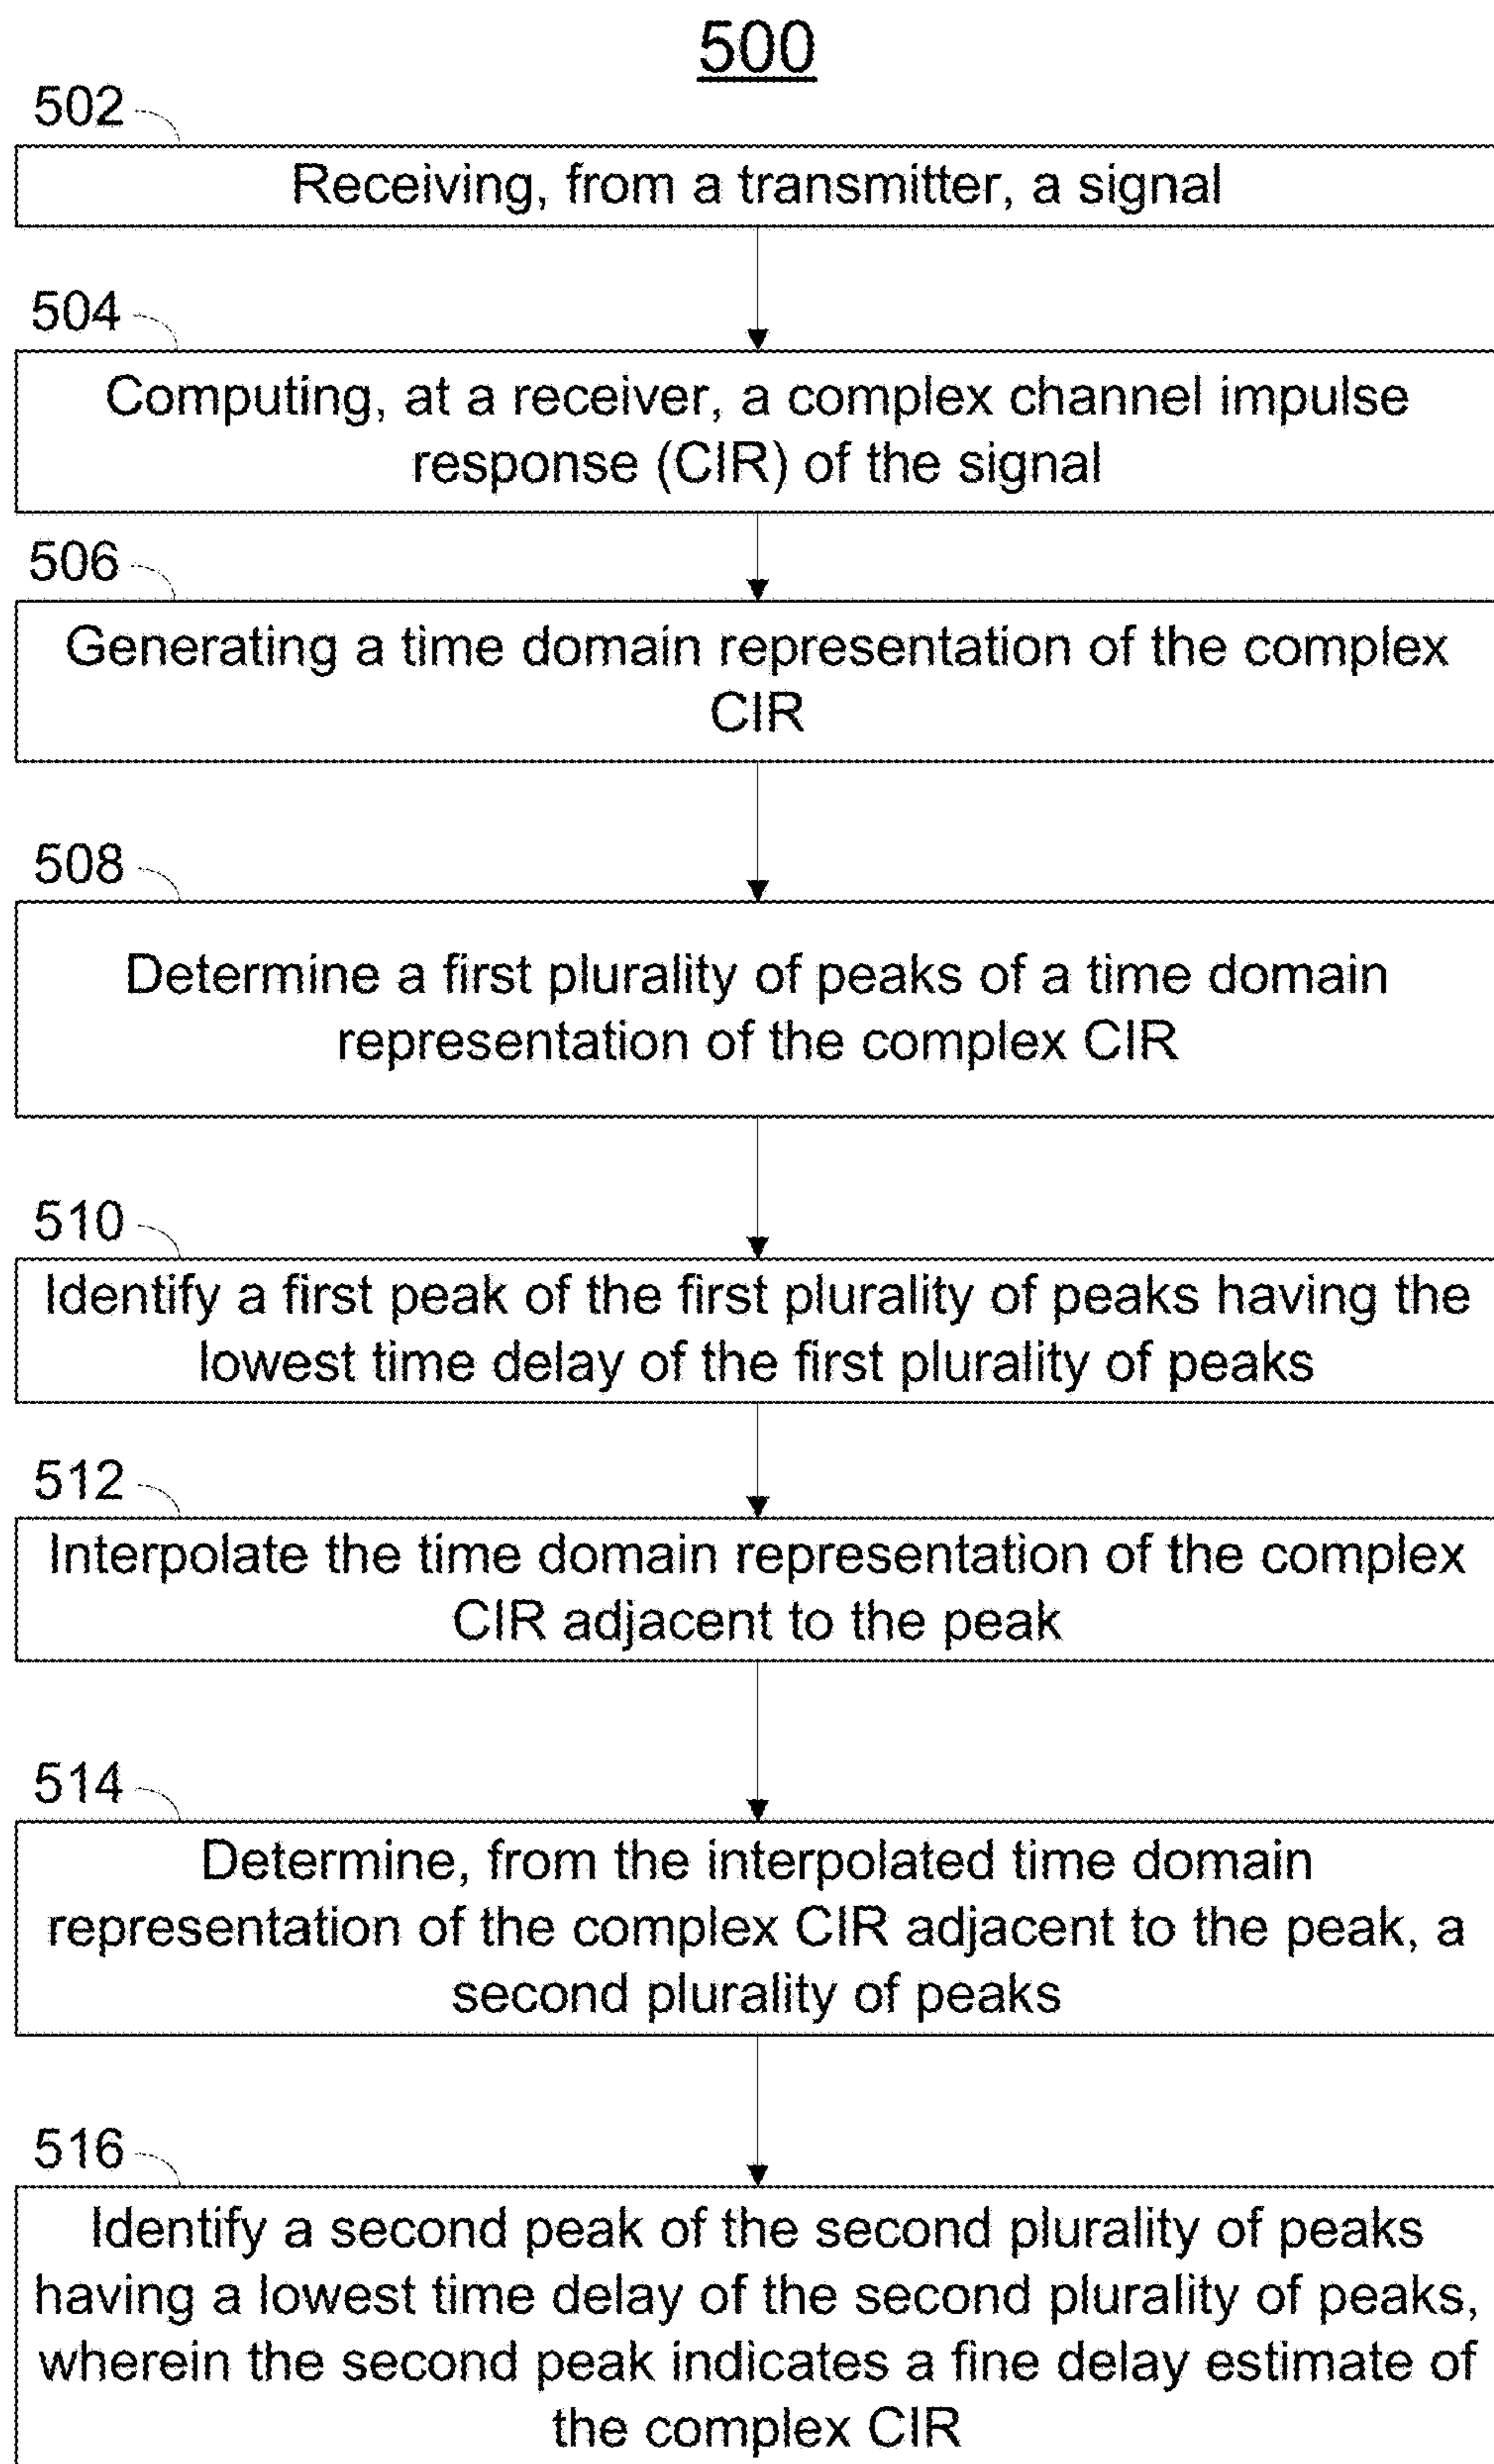 500
502
Receiving, from a transmitter, a signal
504
Computing, at a receiver, a complex channel impulse
response (CIR) of the signal
506
Generating a time domain representation of the complex
CIR
508
Determine a first plurality of peaks of a time domain
representation of the complex CIR
510
Identify a first peak of the first plurality of peaks having the
lowest time delay of the first plurality of peaks
512
Interpolate the time domain representation of the complex
CIR adjacent to the peak
514
Determine, from the interpolated time domain
representation of the complex CIR adjacent to the peak, a
second plurality of peaks
516
Identify a second peak of the second plurality of peaks
having a lowest time delay of the second plurality of peaks,
wherein the second peak indicates a fine delay estimate of
the complex CIR